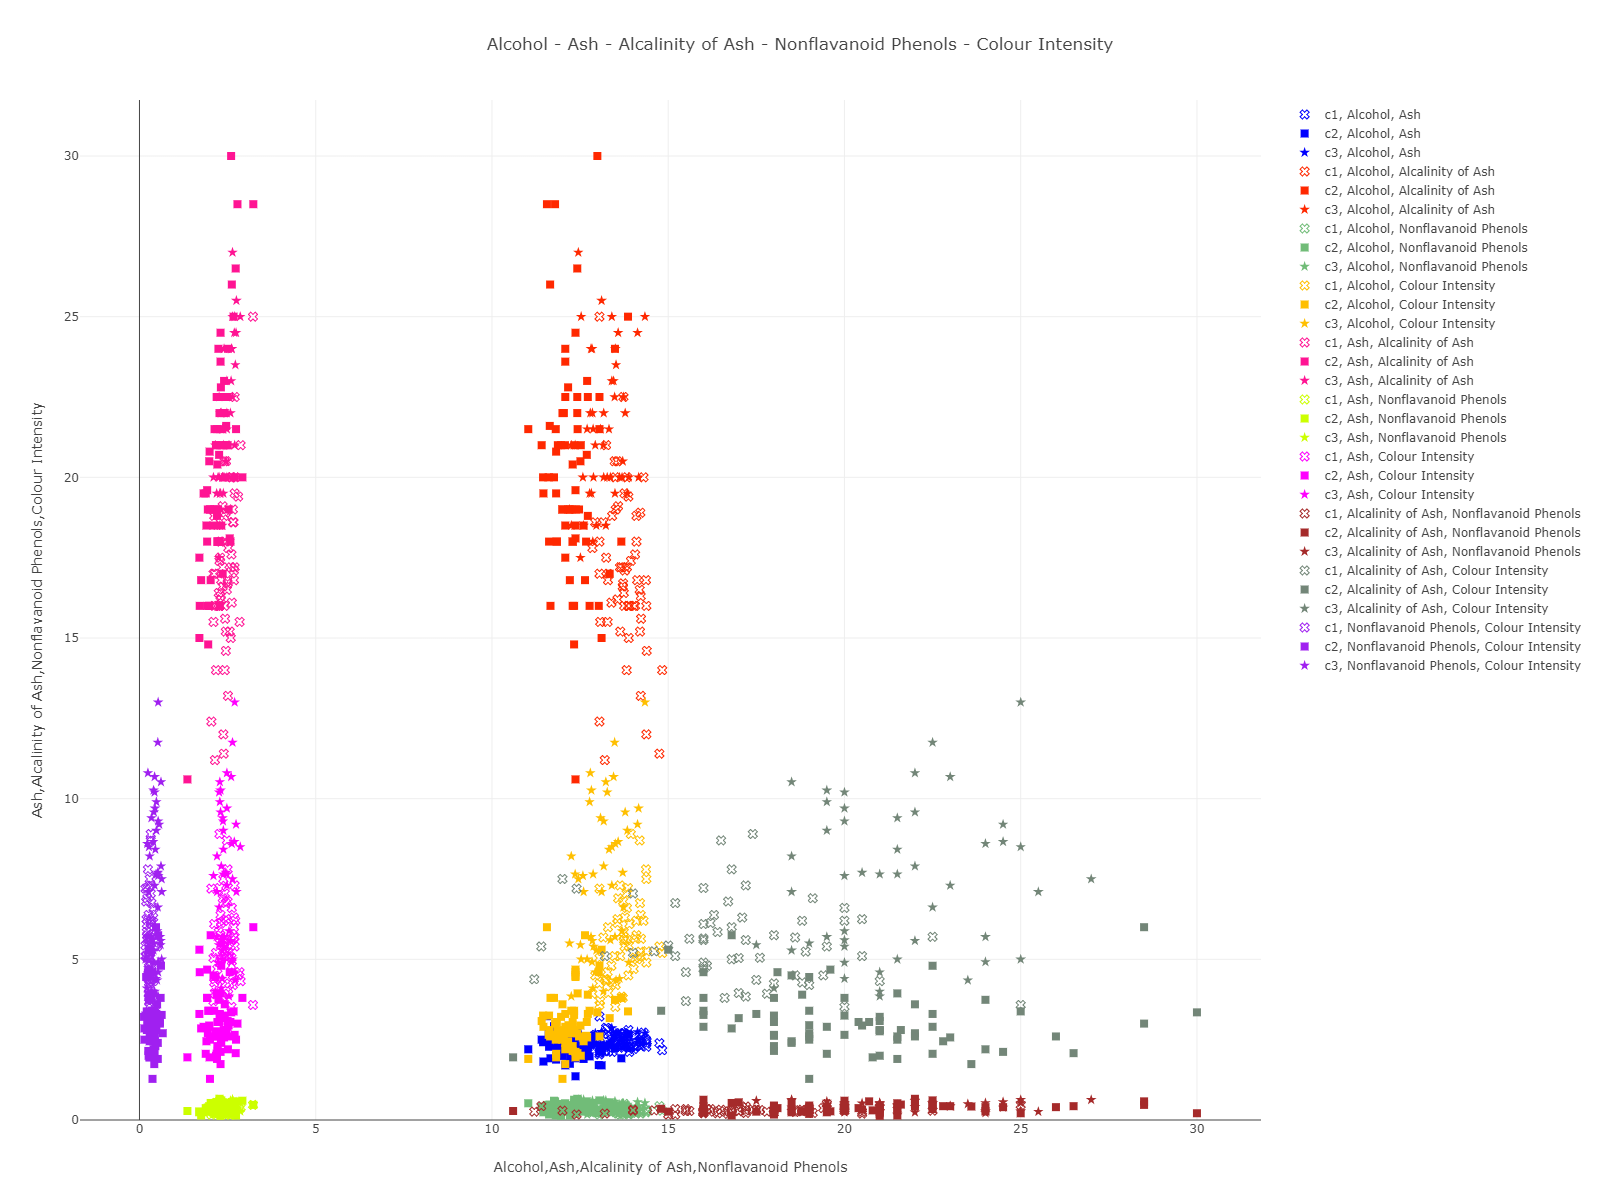 Alcohol - Ash - Alcalinity of Ash - Nonflavanoid Phenols - Colour Intensity
c1, Alcohol, Ash
c2, Alcohol, Ash
c3, Alcohol, Ash
c1, Alcohol, Alcalinity of Ash
c2, Alcohol, Alcalinity of Ash
c3, Alcohol, Alcalinity of Ash
c1, Alcohol, Nonflavanoid Phenols
c2, Alcohol, Nonflavanoid Phenols
c3, Alcohol, Nonflavanoid Phenols
c1, Alcohol, Colour Intensity
c2, Alcohol, Colour Intensity
c3, Alcohol, Colour Intensity
c1, Ash, Alcalinity of Ash
c2, Ash, Alcalinity of Ash
c3, Ash, Alcalinity of Ash
c1, Ash, Nonflavanoid Phenols
c2, Ash, Nonflavanoid Phenols
c3, Ash, Nonflavanoid Phenols
c1, Ash, Colour Intensity
c2, Ash, Colour Intensity
c3, Ash, Colour Intensity
c1, Alcalinity of Ash, Nonflavanoid Phenols
c2, Alcalinity of Ash, Nonflavanoid Phenols
c3, Alcalinity of Ash, Nonflavanoid Phenols
c1, Alcalinity of Ash, Colour Intensity
c2, Alcalinity of Ash, Colour Intensity
c3, Alcalinity of Ash, Colour Intensity
c1, Nonflavanoid Phenols, Colour Intensity
c2, Nonflavanoid Phenols, Colour Intensity
c3, Nonflavanoid Phenols, Colour Intensity
Ash,Alcalinity of Ash,Nonflavanoid Phenols,Colour Intensity
30
25
20
15
10
5
0
0 5 10 15 20 25 30
Alcohol,Ash,Alcalinity of Ash,Nonflavanoid Phenols